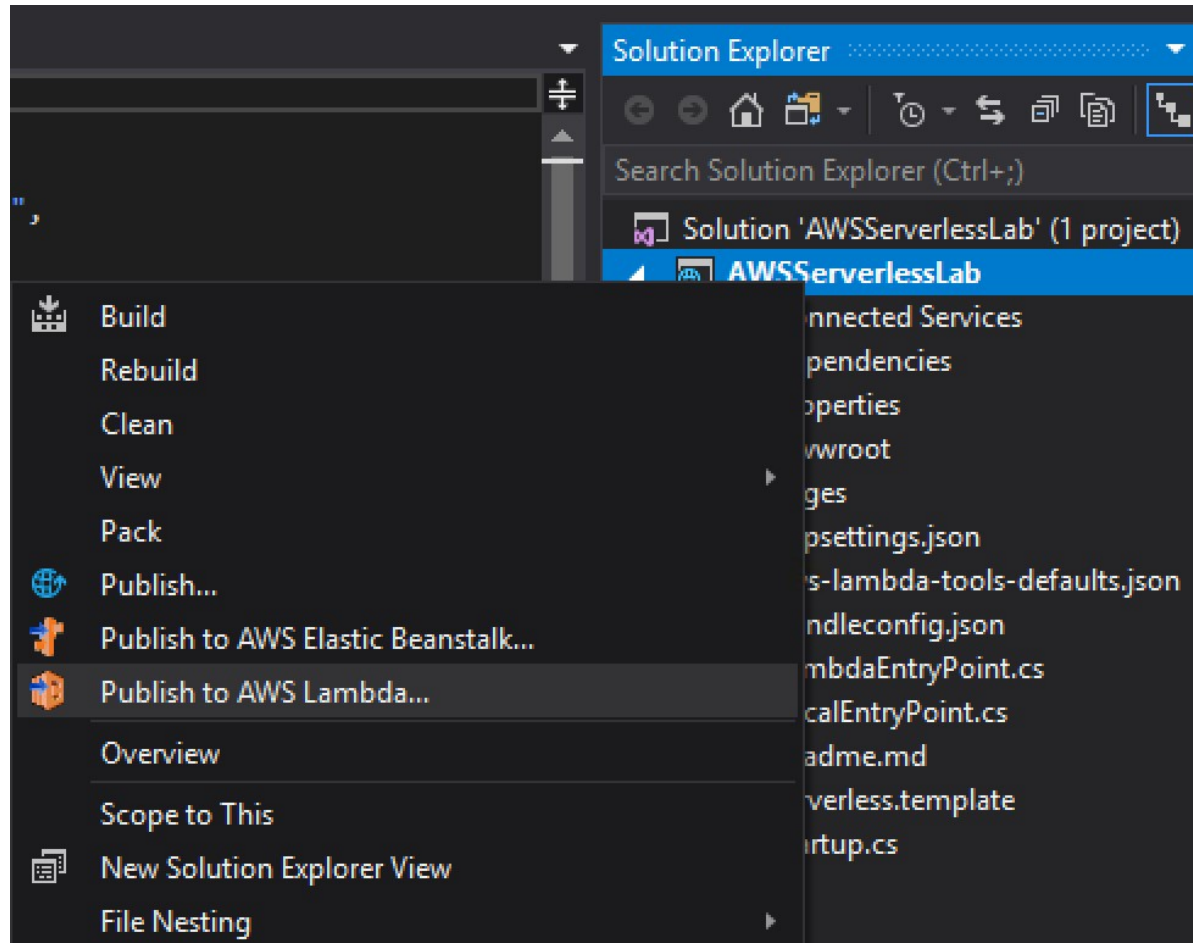 Solution Explorer
Search Solution Explorer (Ctrl+;)
",
Solution 'AWSServerlessLab' (1 project)
AWSServerlessLab
Build
nnected Services
Rebuild
pendencies
Clean
operties
wwroot
View
ges
Pack
psettings.json
Publish...
s-lambda-tools-defaults.json
Publish to AWS Elastic Beanstalk...
ndleconfig.json
Publish to AWS Lambda...
mbdaEntryPoint.cs
calEntryPoint.cs
Overview
adme.md
Scope to This
verless.template
New Solution Explorer View
rtup.cs
File Nesting